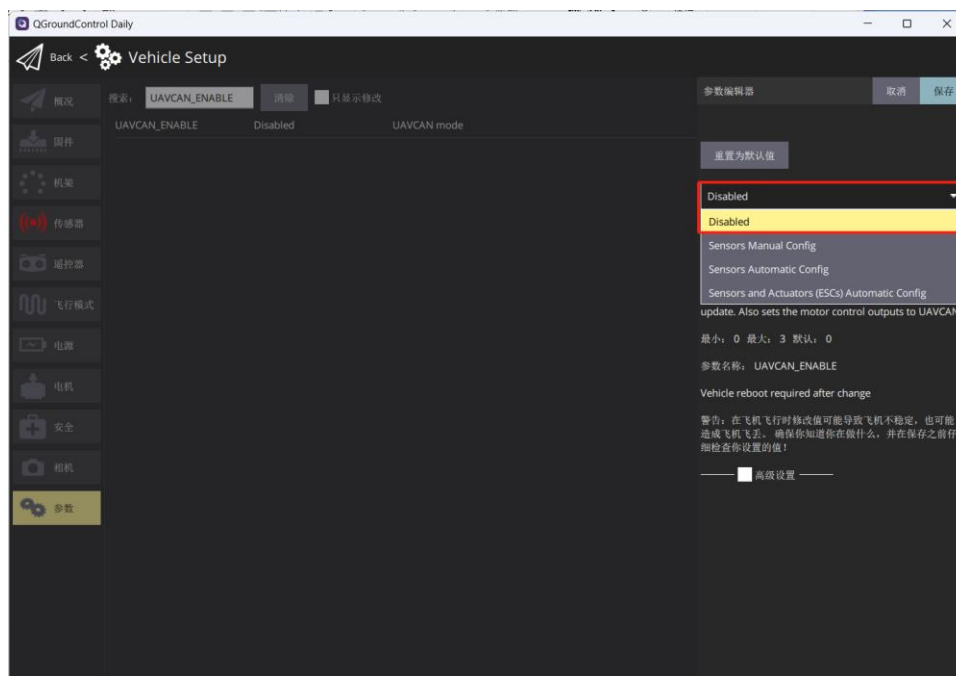 QGroundControl Daily
Back < Vehicle Setup
概况
固件
机架
传感器
遥控器
飞行模式
电源
电机
安全
相机
参数
搜索: UAVCAN_ENABLE 清除 只显示修改
UAVCAN_ENABLE Disabled UAVCAN mode
参数编辑器 取消 保存
重置为默认值
Disabled
Disabled
Sensors Manual Config
Sensors Automatic Config
Sensors and Actuators (ESCs) Automatic Config
update. Also sets the motor control outputs to UAVCAN
最小: 0 最大: 3 默认: 0
参数名称: UAVCAN_ENABLE
Vehicle reboot required after change
警告: 在飞机飞行时修改值可能导致飞机不稳定, 也可能
造成飞机飞丢。 确保你知道你在做什么, 并在保存之前仔
细检查你设置的值!
高级设置